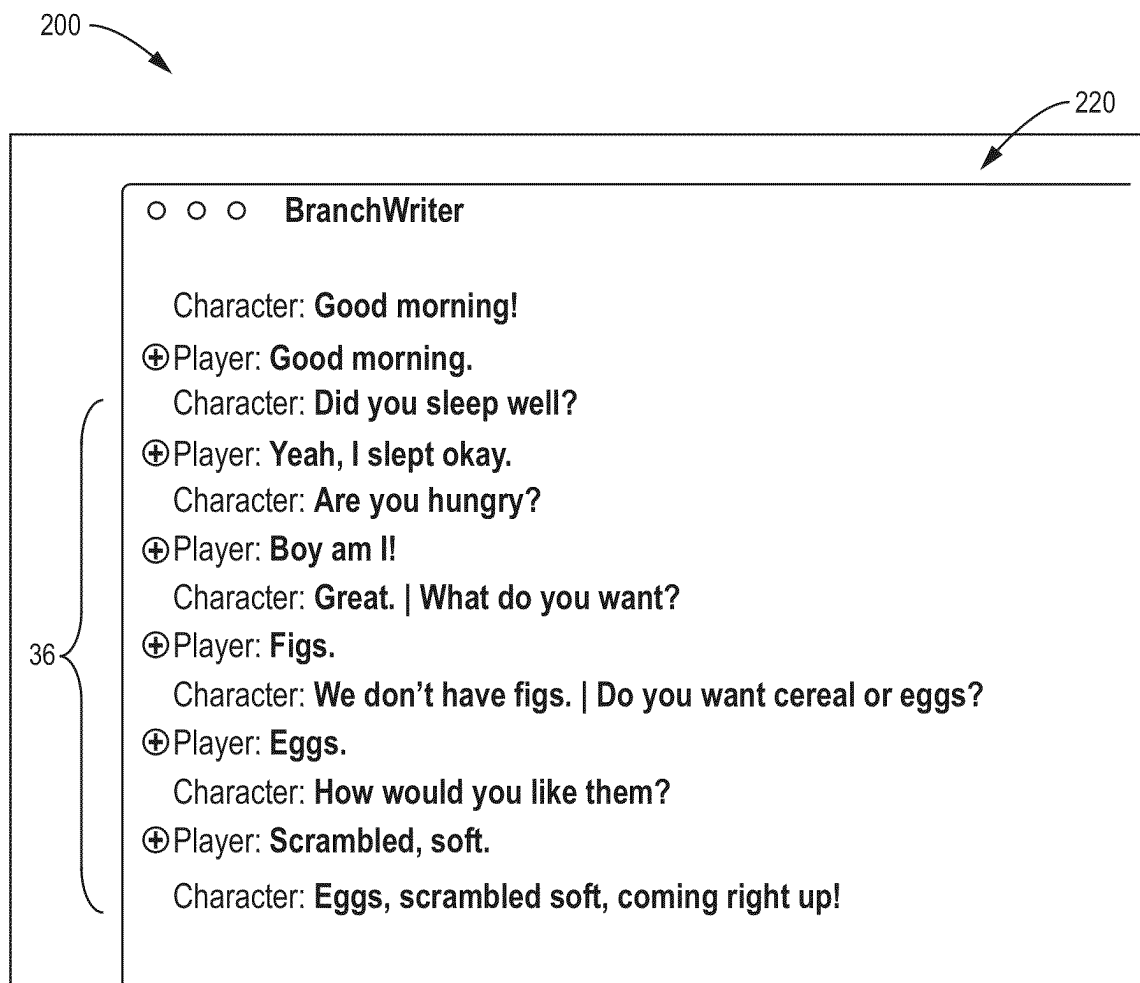 200
220
BranchWriter
Character: Good morning!
Player: Good morning.
Character: Did you sleep well?
Player: Yeah, I slept okay.
Character: Are you hungry?
Player: Boy am I!
Character: Great. | What do you want?
36
Player: Figs.
Character: We don't have figs. | Do you want cereal or eggs?
Player: Eggs.
Character: How would you like them?
Player: Scrambled, soft.
Character: Eggs, scrambled soft, coming right up!